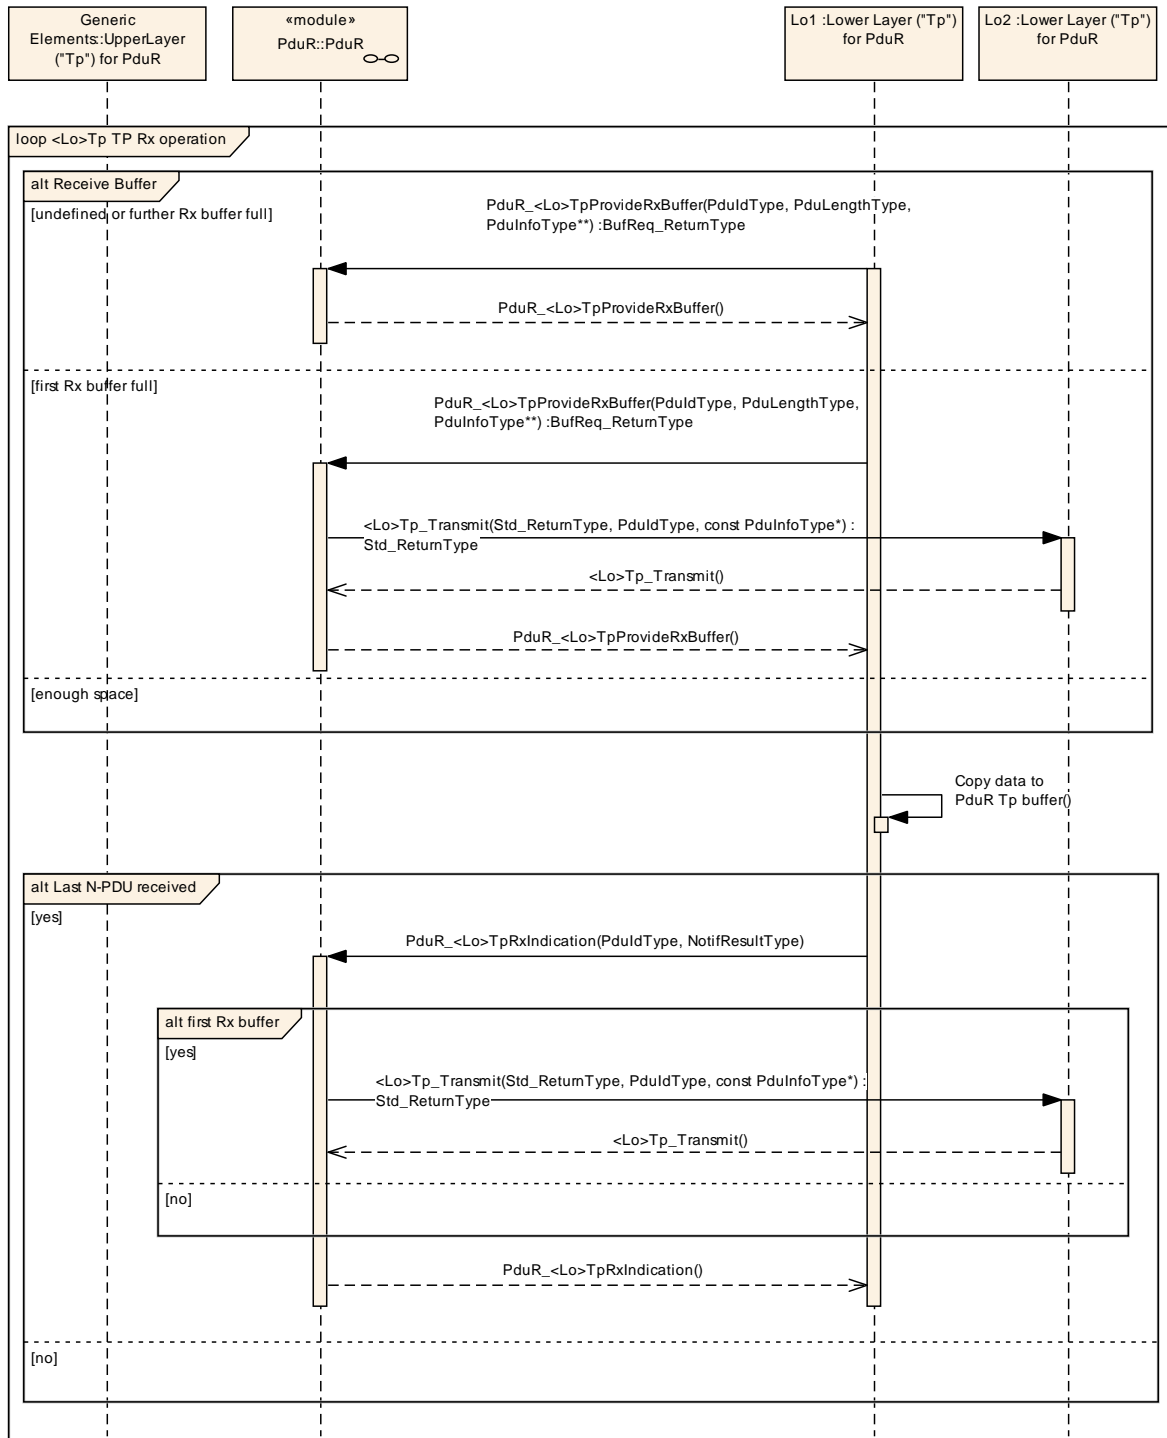 Generic
Elements::UpperLayer
("Tp") for PduR
«module»
PduR::PduR
Lo1 :Lower Layer ("Tp")
for PduR
Lo2 :Lower Layer ("Tp")
for PduR
loop <Lo>Tp TP Rx operation
alt Receive Buffer
[undefined or further Rx buffer full]
PduR_<Lo>TpProvideRxBuffer(PduIdType, PduLengthType,
PduInfoType**) :BufReq_ReturnType
PduR_<Lo>TpProvideRxBuffer()
[first Rx buffer full]
PduR_<Lo>TpProvideRxBuffer(PduIdType, PduLengthType,
PduInfoType**) :BufReq_ReturnType
<Lo>Tp_Transmit(Std_ReturnType, PduIdType, const PduInfoType*) :
Std_ReturnType
<Lo>Tp_Transmit()
PduR_<Lo>TpProvideRxBuffer()
[enough space]
Copy data to
PduR Tp buffer()
alt Last N-PDU received
[yes]
PduR_<Lo>TpRxIndication(PduIdType, NotifResultType)
alt first Rx buffer
[yes]
<Lo>Tp_Transmit(Std_ReturnType, PduIdType, const PduInfoType*) :
Std_ReturnType
<Lo>Tp_Transmit()
[no]
PduR_<Lo>TpRxIndication()
[no]